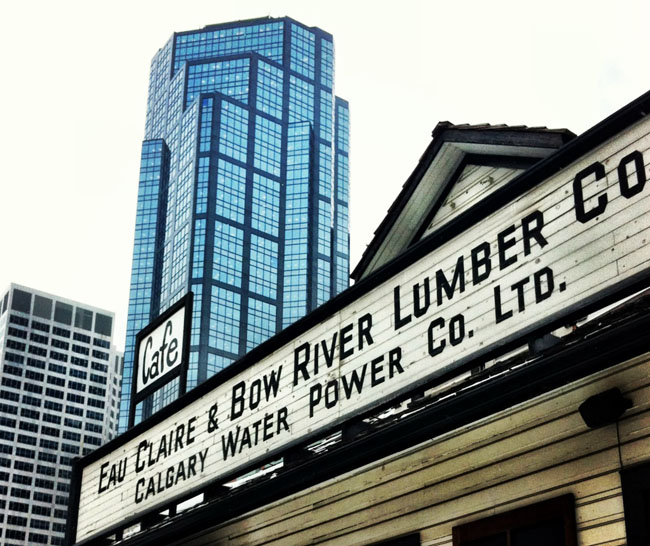 Cafe
EAU CLAIRE & BOW RIVER LUMBER Co
CALGARY WATER POWER Co. LTD.